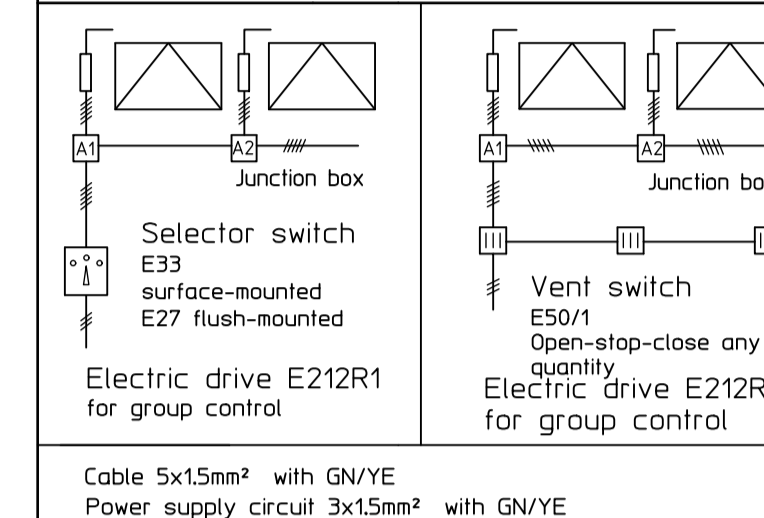 A1
A2
Junction box
Selector switch
E33
surface-mounted
E27 flush-mounted
Electric drive E212R1
for group control
A1
A2
Junction bo
Vent switch
E50/1
Open-stop-close any
quantity
Electric drive E212R
for group control
Cable 5x1.5mm² with GN/YE
Power supply circuit 3x1.5mm² with GN/YE